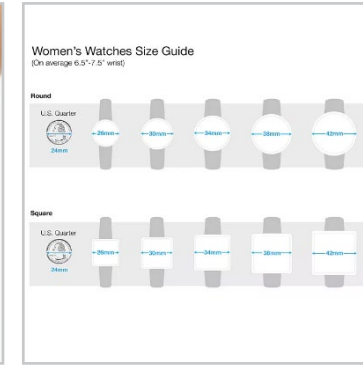 Women's Watches Size Guide
(On average 6.5"-7.5" wrist)
Round
U.S. Quarter
24mm
26mm
30mm
34mm
38mm
42mm
Square
U.S. Quarter
24mm
26mm
30mm
34mm
38mm
42mm